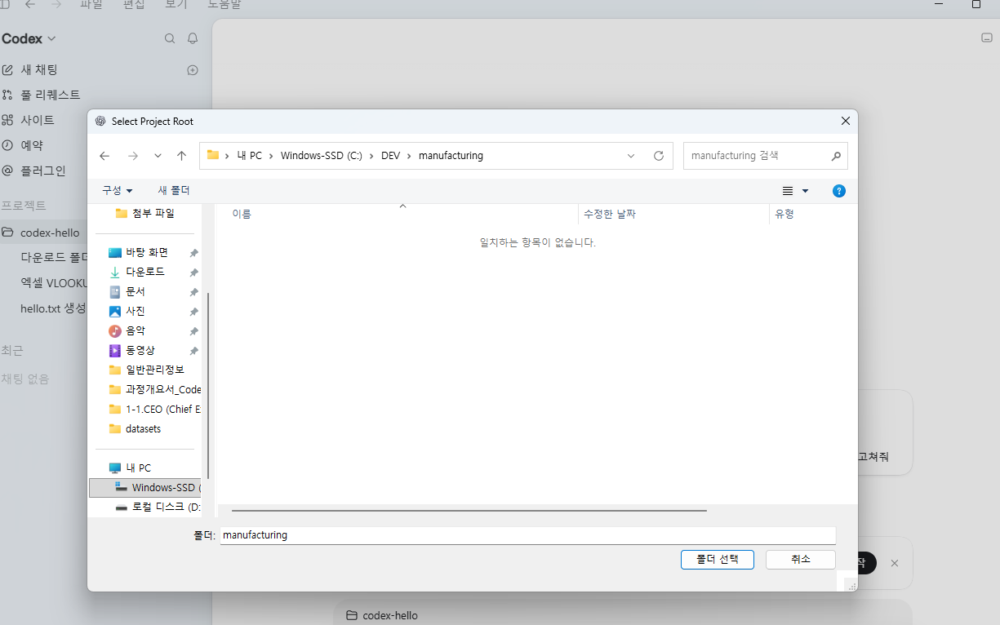 파일 편집 보기 도움말
Codex
새 채팅
풀 리퀘스트
사이트
예약
플러그인
프로젝트
codex-hello
다운로드 폴더
엑셀 VLOOKU
hello.txt 생성
최근
채팅 없음
Select Project Root
내 PC > Windows-SSD (C:) > DEV > manufacturing
manufacturing 검색
구성 새 폴더
이름 수정한 날짜 유형
일치하는 항목이 없습니다.
첨부 파일
바탕 화면
다운로드
문서
사진
음악
동영상
일반관리정보
과정개요서_Code
1-1.CEO (Chief E
datasets
내 PC
Windows-SSD (
로컬 디스크 (D:
폴더: manufacturing
폴더 선택 취소
고쳐줘
작
codex-hello